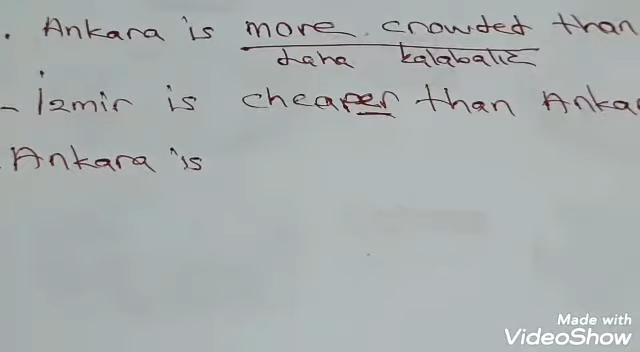 . Ankara is more crowded than
daha kalabalık
- İzmir is cheaper than Anka
. Ankara is
Made with
VideoShow